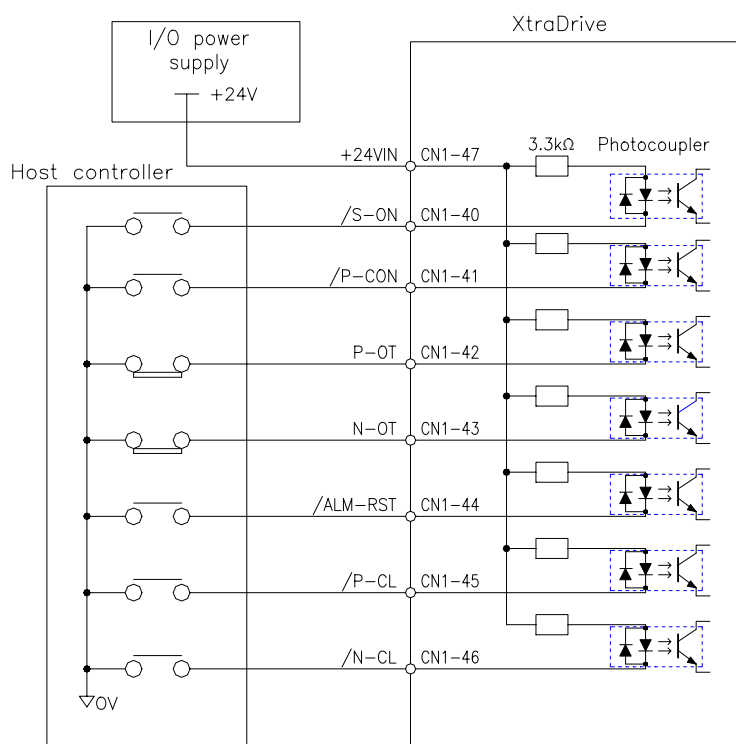 XtraDrive
I/O power
supply
+24V
+24VIN CN1-47 3.3kΩ Photocoupler
Host controller
/S-ON CN1-40
/P-CON CN1-41
P-OT CN1-42
N-OT CN1-43
/ALM-RST CN1-44
/P-CL CN1-45
/N-CL CN1-46
0V